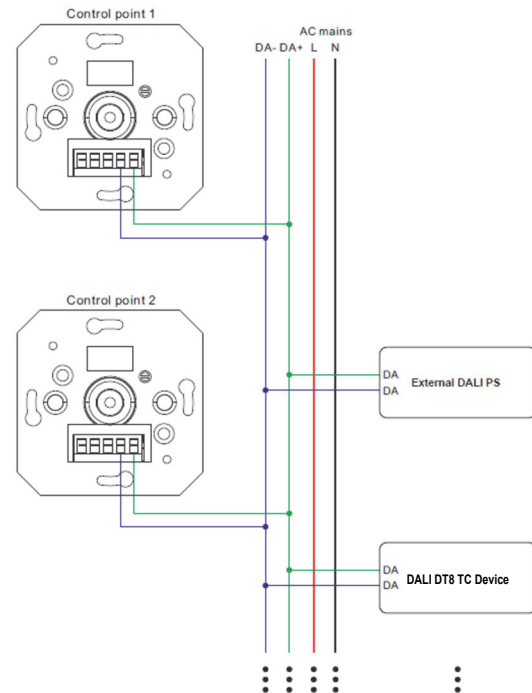 Control point 1
AC mains
DA- DA+ L N
Control point 2
DA
External DALI PS
DA
DA
DALI DT8 TC Device
DA